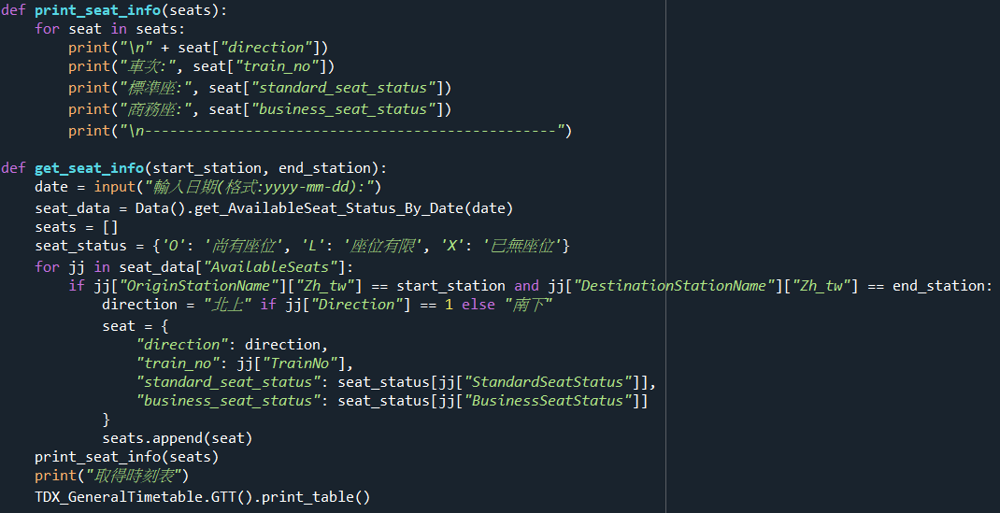 def print_seat_info(seats):
    for seat in seats:
        print("\n" + seat["direction"])
        print("車次:", seat["train_no"])
        print("標準座:", seat["standard_seat_status"])
        print("商務座:", seat["business_seat_status"])
        print("\n-------------------------------------------------")

def get_seat_info(start_station, end_station):
    date = input("輸入日期(格式:yyyy-mm-dd):")
    seat_data = Data().get_AvailableSeat_Status_By_Date(date)
    seats = []
    seat_status = {'O': '尚有座位', 'L': '座位有限', 'X': '已無座位'}
    for jj in seat_data["AvailableSeats"]:
        if jj["OriginStationName"]["Zh_tw"] == start_station and jj["DestinationStationName"]["Zh_tw"] == end_station:
            direction = "北上" if jj["Direction"] == 1 else "南下"
            seat = {
                "direction": direction,
                "train_no": jj["TrainNo"],
                "standard_seat_status": seat_status[jj["StandardSeatStatus"]],
                "business_seat_status": seat_status[jj["BusinessSeatStatus"]]
            }
            seats.append(seat)
    print_seat_info(seats)
    print("取得時刻表")
    TDX_GeneralTimetable.GTT().print_table()